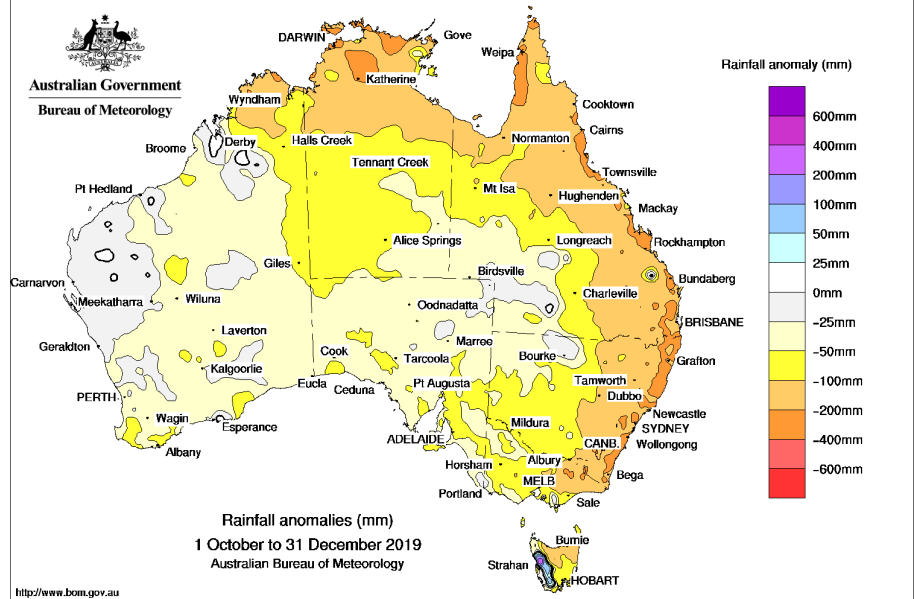 Australian Government
Bureau of Meteorology
DARWIN
Gove
Weipa
Katherine
Wyndham
Cooktown
Cairns
Broome
Derby
Halls Creek
Normanton
Tennant Creek
Townsville
Pt Hedland
Mt Isa
Hughenden
Mackay
Alice Springs
Longreach
Rockhampton
Giles
Birdsville
Carnarvon
Bundaberg
Meekatharra
Wiluna
Charleville
Oodnadatta
BRISBANE
Laverton
Geraldton
Marree
Cook
Tarcoola
Bourke
Grafton
Kalgoorlie
Eucla
Ceduna
Pt Augusta
Tamworth
PERTH
Dubbo
Wagin
Newcastle
Esperance
Mildura
SYDNEY
ADELAIDE
CANB.
Wollongong
Albany
Horsham
Albury
Bega
MELB
Portland
Sale
Burnie
Strahan
HOBART
Rainfall anomaly (mm)
600mm
400mm
200mm
100mm
50mm
25mm
0mm
-25mm
-50mm
-100mm
-200mm
-400mm
-600mm
Rainfall anomalies (mm)
1 October to 31 December 2019
Australian Bureau of Meteorology
http://www.bom.gov.au